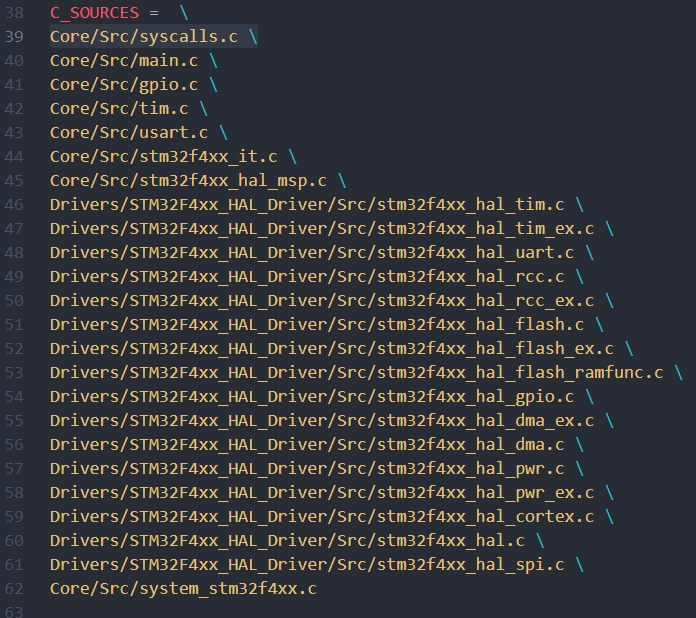 38 C_SOURCES =  \
39 Core/Src/syscalls.c \
40 Core/Src/main.c \
41 Core/Src/gpio.c \
42 Core/Src/tim.c \
43 Core/Src/usart.c \
44 Core/Src/stm32f4xx_it.c \
45 Core/Src/stm32f4xx_hal_msp.c \
46 Drivers/STM32F4xx_HAL_Driver/Src/stm32f4xx_hal_tim.c \
47 Drivers/STM32F4xx_HAL_Driver/Src/stm32f4xx_hal_tim_ex.c \
48 Drivers/STM32F4xx_HAL_Driver/Src/stm32f4xx_hal_uart.c \
49 Drivers/STM32F4xx_HAL_Driver/Src/stm32f4xx_hal_rcc.c \
50 Drivers/STM32F4xx_HAL_Driver/Src/stm32f4xx_hal_rcc_ex.c \
51 Drivers/STM32F4xx_HAL_Driver/Src/stm32f4xx_hal_flash.c \
52 Drivers/STM32F4xx_HAL_Driver/Src/stm32f4xx_hal_flash_ex.c \
53 Drivers/STM32F4xx_HAL_Driver/Src/stm32f4xx_hal_flash_ramfunc.c \
54 Drivers/STM32F4xx_HAL_Driver/Src/stm32f4xx_hal_gpio.c \
55 Drivers/STM32F4xx_HAL_Driver/Src/stm32f4xx_hal_dma_ex.c \
56 Drivers/STM32F4xx_HAL_Driver/Src/stm32f4xx_hal_dma.c \
57 Drivers/STM32F4xx_HAL_Driver/Src/stm32f4xx_hal_pwr.c \
58 Drivers/STM32F4xx_HAL_Driver/Src/stm32f4xx_hal_pwr_ex.c \
59 Drivers/STM32F4xx_HAL_Driver/Src/stm32f4xx_hal_cortex.c \
60 Drivers/STM32F4xx_HAL_Driver/Src/stm32f4xx_hal.c \
61 Drivers/STM32F4xx_HAL_Driver/Src/stm32f4xx_hal_spi.c \
62 Core/Src/system_stm32f4xx.c
63